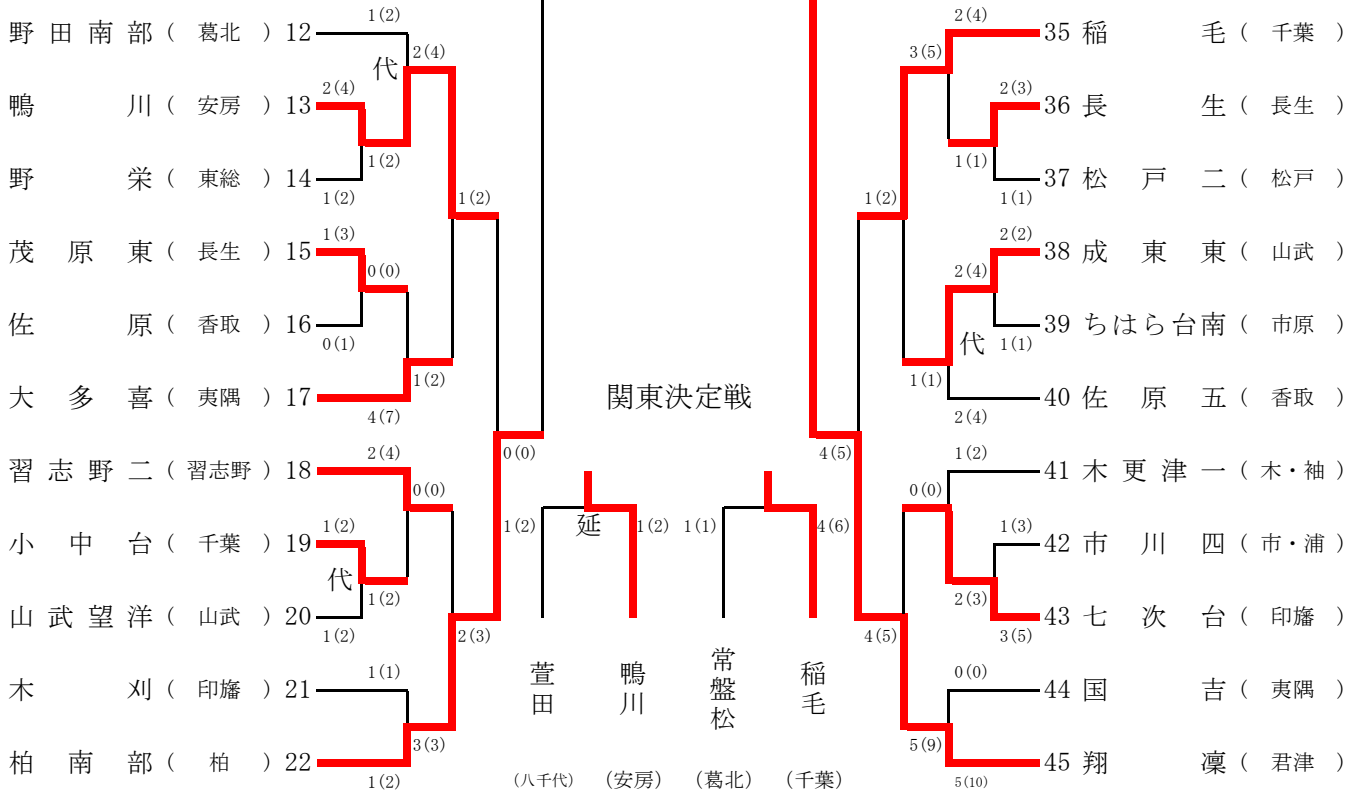 1(2)
野田南部（ 葛北 ）12
2(4)
代
2(4)
鴨川（ 安房 ）13
1(2)
野栄（ 東総 ）14
1(2)
1(2)
1(3)
茂原東（ 長生 ）15
0(0)
佐原（ 香取 ）16
0(1)
1(2)
大多喜（ 夷隅 ）17
4(7)
2(4)
習志野二（ 習志野 ）18
0(0)
0(0)
1(2)
小中台（ 千葉 ）19
代
1(2)
山武望洋（ 山武 ）20
1(2)
2(3)
1(1)
木刈（ 印旛 ）21
3(3)
柏南部（ 柏 ）22
1(2)
関東決定戦
1(2)
延
1(2)
1(1)
4(6)
萱田
鴨川
常盤松
稲毛
（八千代）
（安房）
（葛北）
（千葉）
2(4)
35 稲毛（ 千葉 ）
3(5)
2(3)
36 長生（ 長生 ）
1(1)
37 松戸二（ 松戸 ）
1(1)
1(2)
2(2)
38 成東東（ 山武 ）
2(4)
39 ちはら台南（ 市原 ）
代
1(1)
1(1)
40 佐原五（ 香取 ）
2(4)
4(5)
1(2)
41 木更津一（ 木・袖 ）
0(0)
1(3)
42 市川四（ 市・浦 ）
2(3)
43 七次台（ 印旛 ）
3(5)
4(5)
0(0)
44 国吉（ 夷隅 ）
5(9)
45 翔凜（ 君津 ）
5(10)